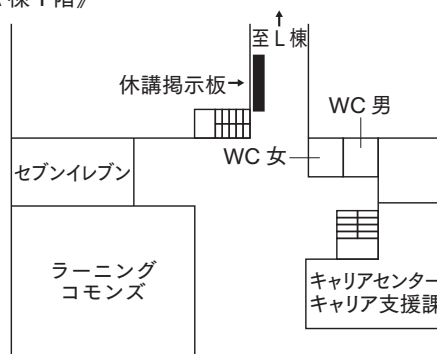 棟1階》
至L棟
休講掲示板→
WC 男
WC 女
セブンイレブン
ラーニング
コモンズ
キャリアセンター
キャリア支援課